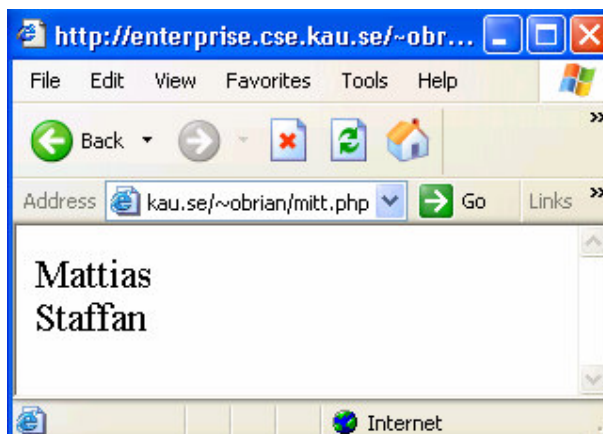 http://enterprise.cse.kau.se/~obr...
File Edit View Favorites Tools Help
Back
Address kau.se/~obrian/mitt.php Go Links
Mattias
Staffan
Internet